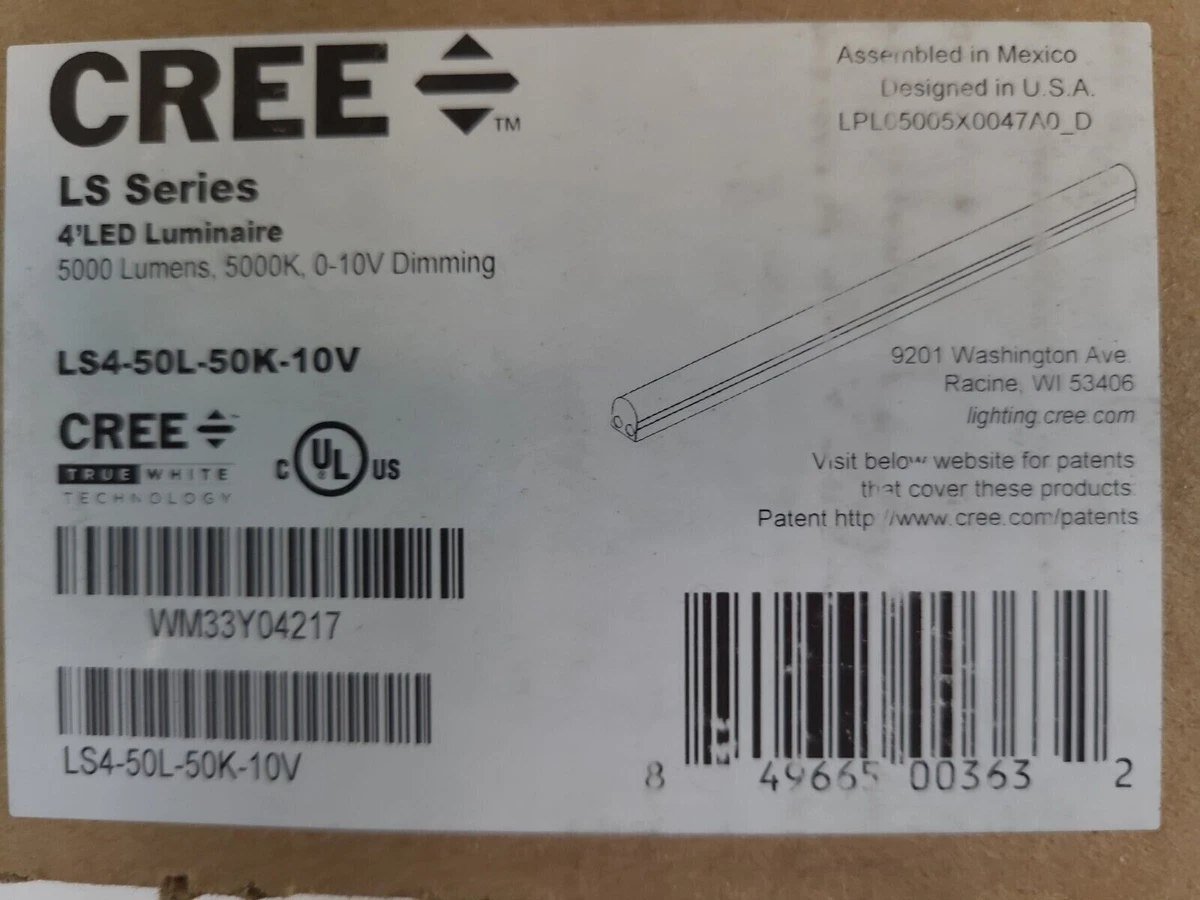 CREE ™
LS Series
4'LED Luminaire
5000 Lumens, 5000K, 0-10V Dimming
LS4-50L-50K-10V
CREE
TRUE WHITE
TECHNOLOGY
C UL US
WM33Y04217
LS4-50L-50K-10V
Assembled in Mexico
Designed in U.S.A.
LPL05005X0047A0_D
9201 Washington Ave.
Racine, WI 53406
lighting.cree.com
Visit below website for patents
that cover these products
Patent http //www.cree.com/patents
8 49665 00363 2